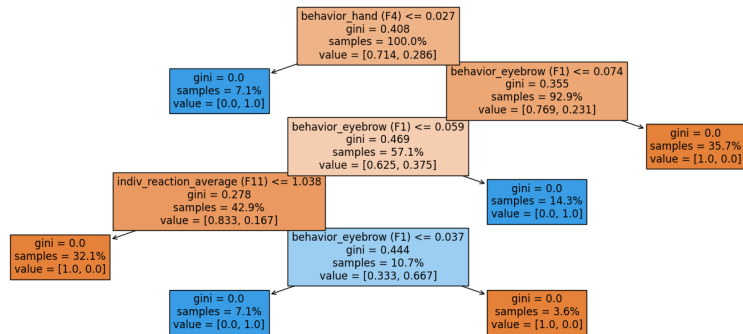 behavior_hand (F4) <= 0.027
gini = 0.408
samples = 100.0%
value = [0.714, 0.286]
gini = 0.0
samples = 7.1%
value = [0.0, 1.0]
behavior_eyebrow (F1) <= 0.074
gini = 0.355
samples = 92.9%
value = [0.769, 0.231]
behavior_eyebrow (F1) <= 0.059
gini = 0.469
samples = 57.1%
value = [0.625, 0.375]
gini = 0.0
samples = 35.7%
value = [1.0, 0.0]
indiv_reaction_average (F11) <= 1.038
gini = 0.278
samples = 42.9%
value = [0.833, 0.167]
gini = 0.0
samples = 14.3%
value = [0.0, 1.0]
gini = 0.0
samples = 32.1%
value = [1.0, 0.0]
behavior_eyebrow (F1) <= 0.037
gini = 0.444
samples = 10.7%
value = [0.333, 0.667]
gini = 0.0
samples = 7.1%
value = [0.0, 1.0]
gini = 0.0
samples = 3.6%
value = [1.0, 0.0]